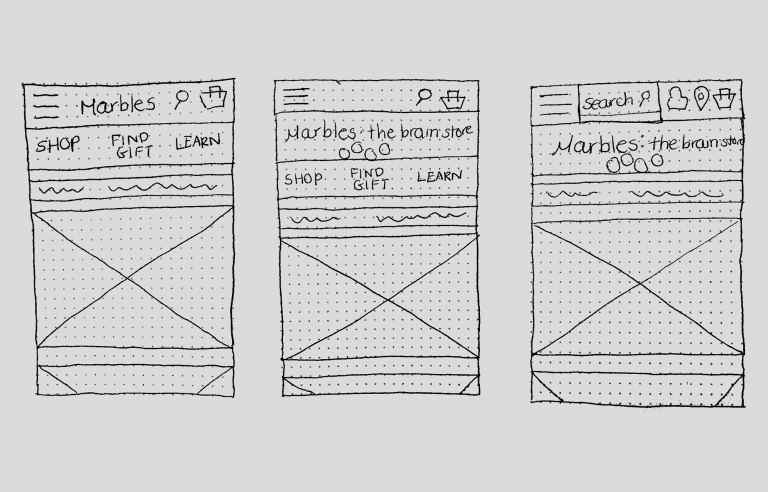 Marbles
SHOP FIND GIFT LEARN
Marbles: the brain store
SHOP FIND GIFT LEARN
search
Marbles: the brain store